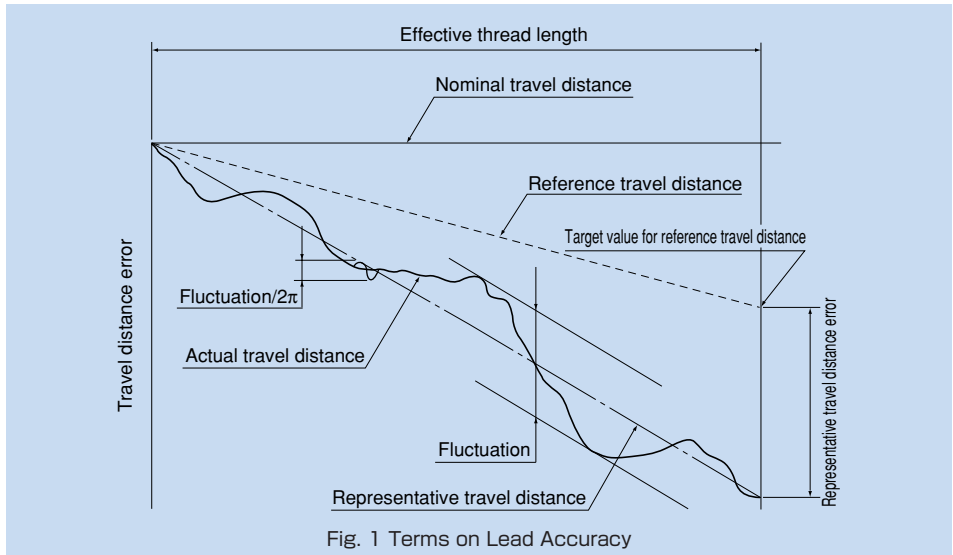 Effective thread length
Nominal travel distance
Reference travel distance
Target value for reference travel distance
Travel distance error
Fluctuation/2π
Actual travel distance
Representative travel distance error
Fluctuation
Representative travel distance
Fig. 1 Terms on Lead Accuracy